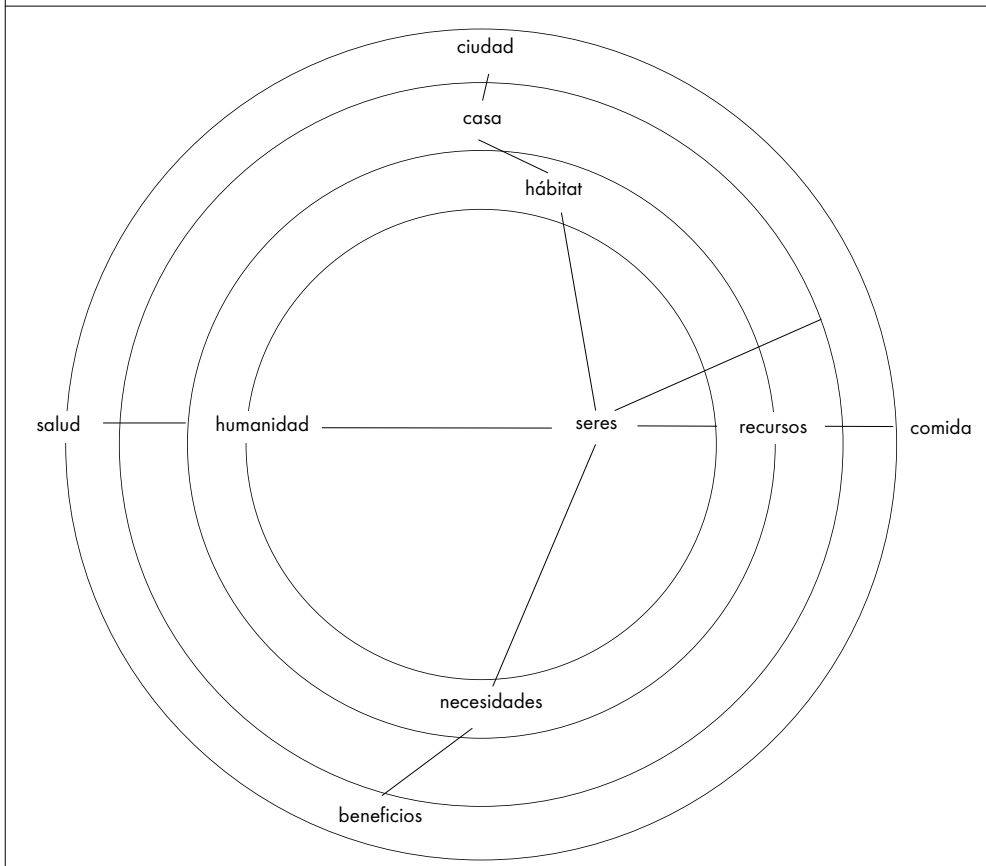 ciudad
casa
hábitat
salud
humanidad
seres
recursos
comida
necesidades
beneficios